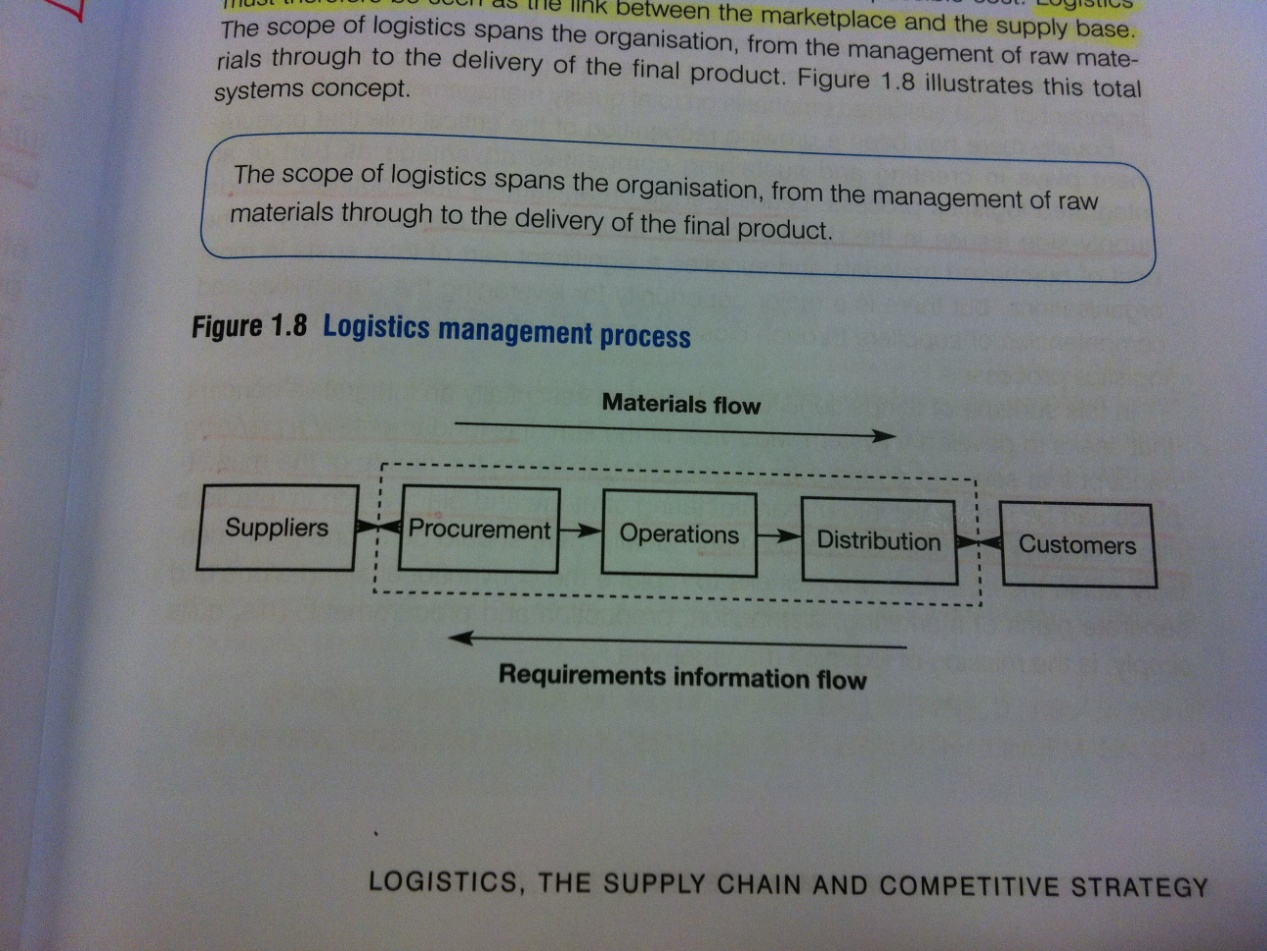 must therefore be seen as the link between the marketplace and the supply base.
The scope of logistics spans the organisation, from the management of raw mate-
rials through to the delivery of the final product. Figure 1.8 illustrates this total
systems concept.
The scope of logistics spans the organisation, from the management of raw
materials through to the delivery of the final product.
Figure 1.8 Logistics management process
Materials flow
Suppliers Procurement Operations Distribution Customers
Requirements information flow
LOGISTICS, THE SUPPLY CHAIN AND COMPETITIVE STRATEGY